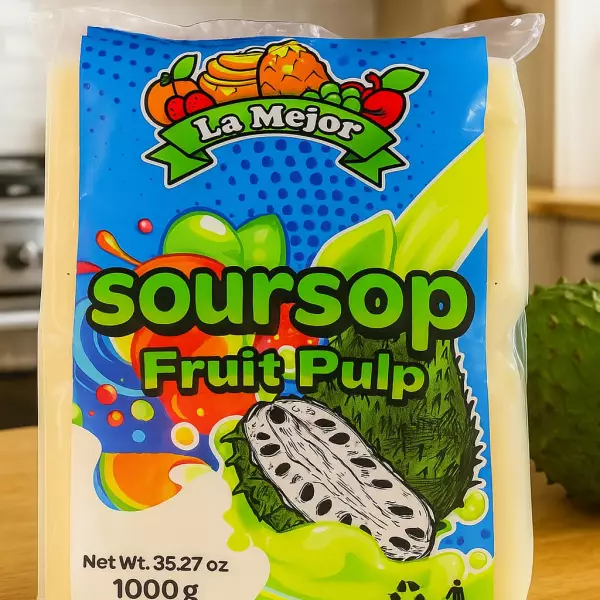 La Mejor
soursop
Fruit Pulp
Net Wt. 35.27 oz
1000 g